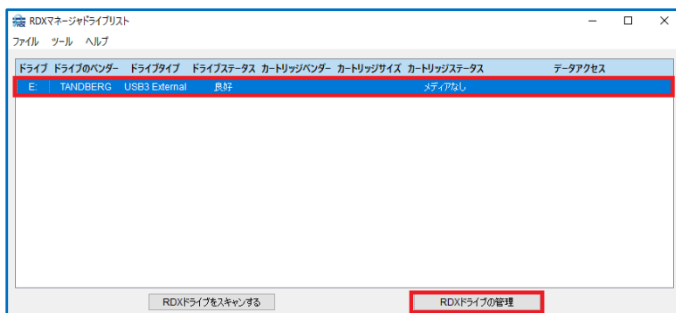 RDXマネージャドライブリスト
ファイル ツール ヘルプ
ドライブ ドライブのベンダー ドライブタイプ ドライブステータス カートリッジベンダー カートリッジサイズ カートリッジステータス データアクセス
E: TANDBERG USB3 External 良好 メディアなし
RDXドライブをスキャンする RDXドライブの管理